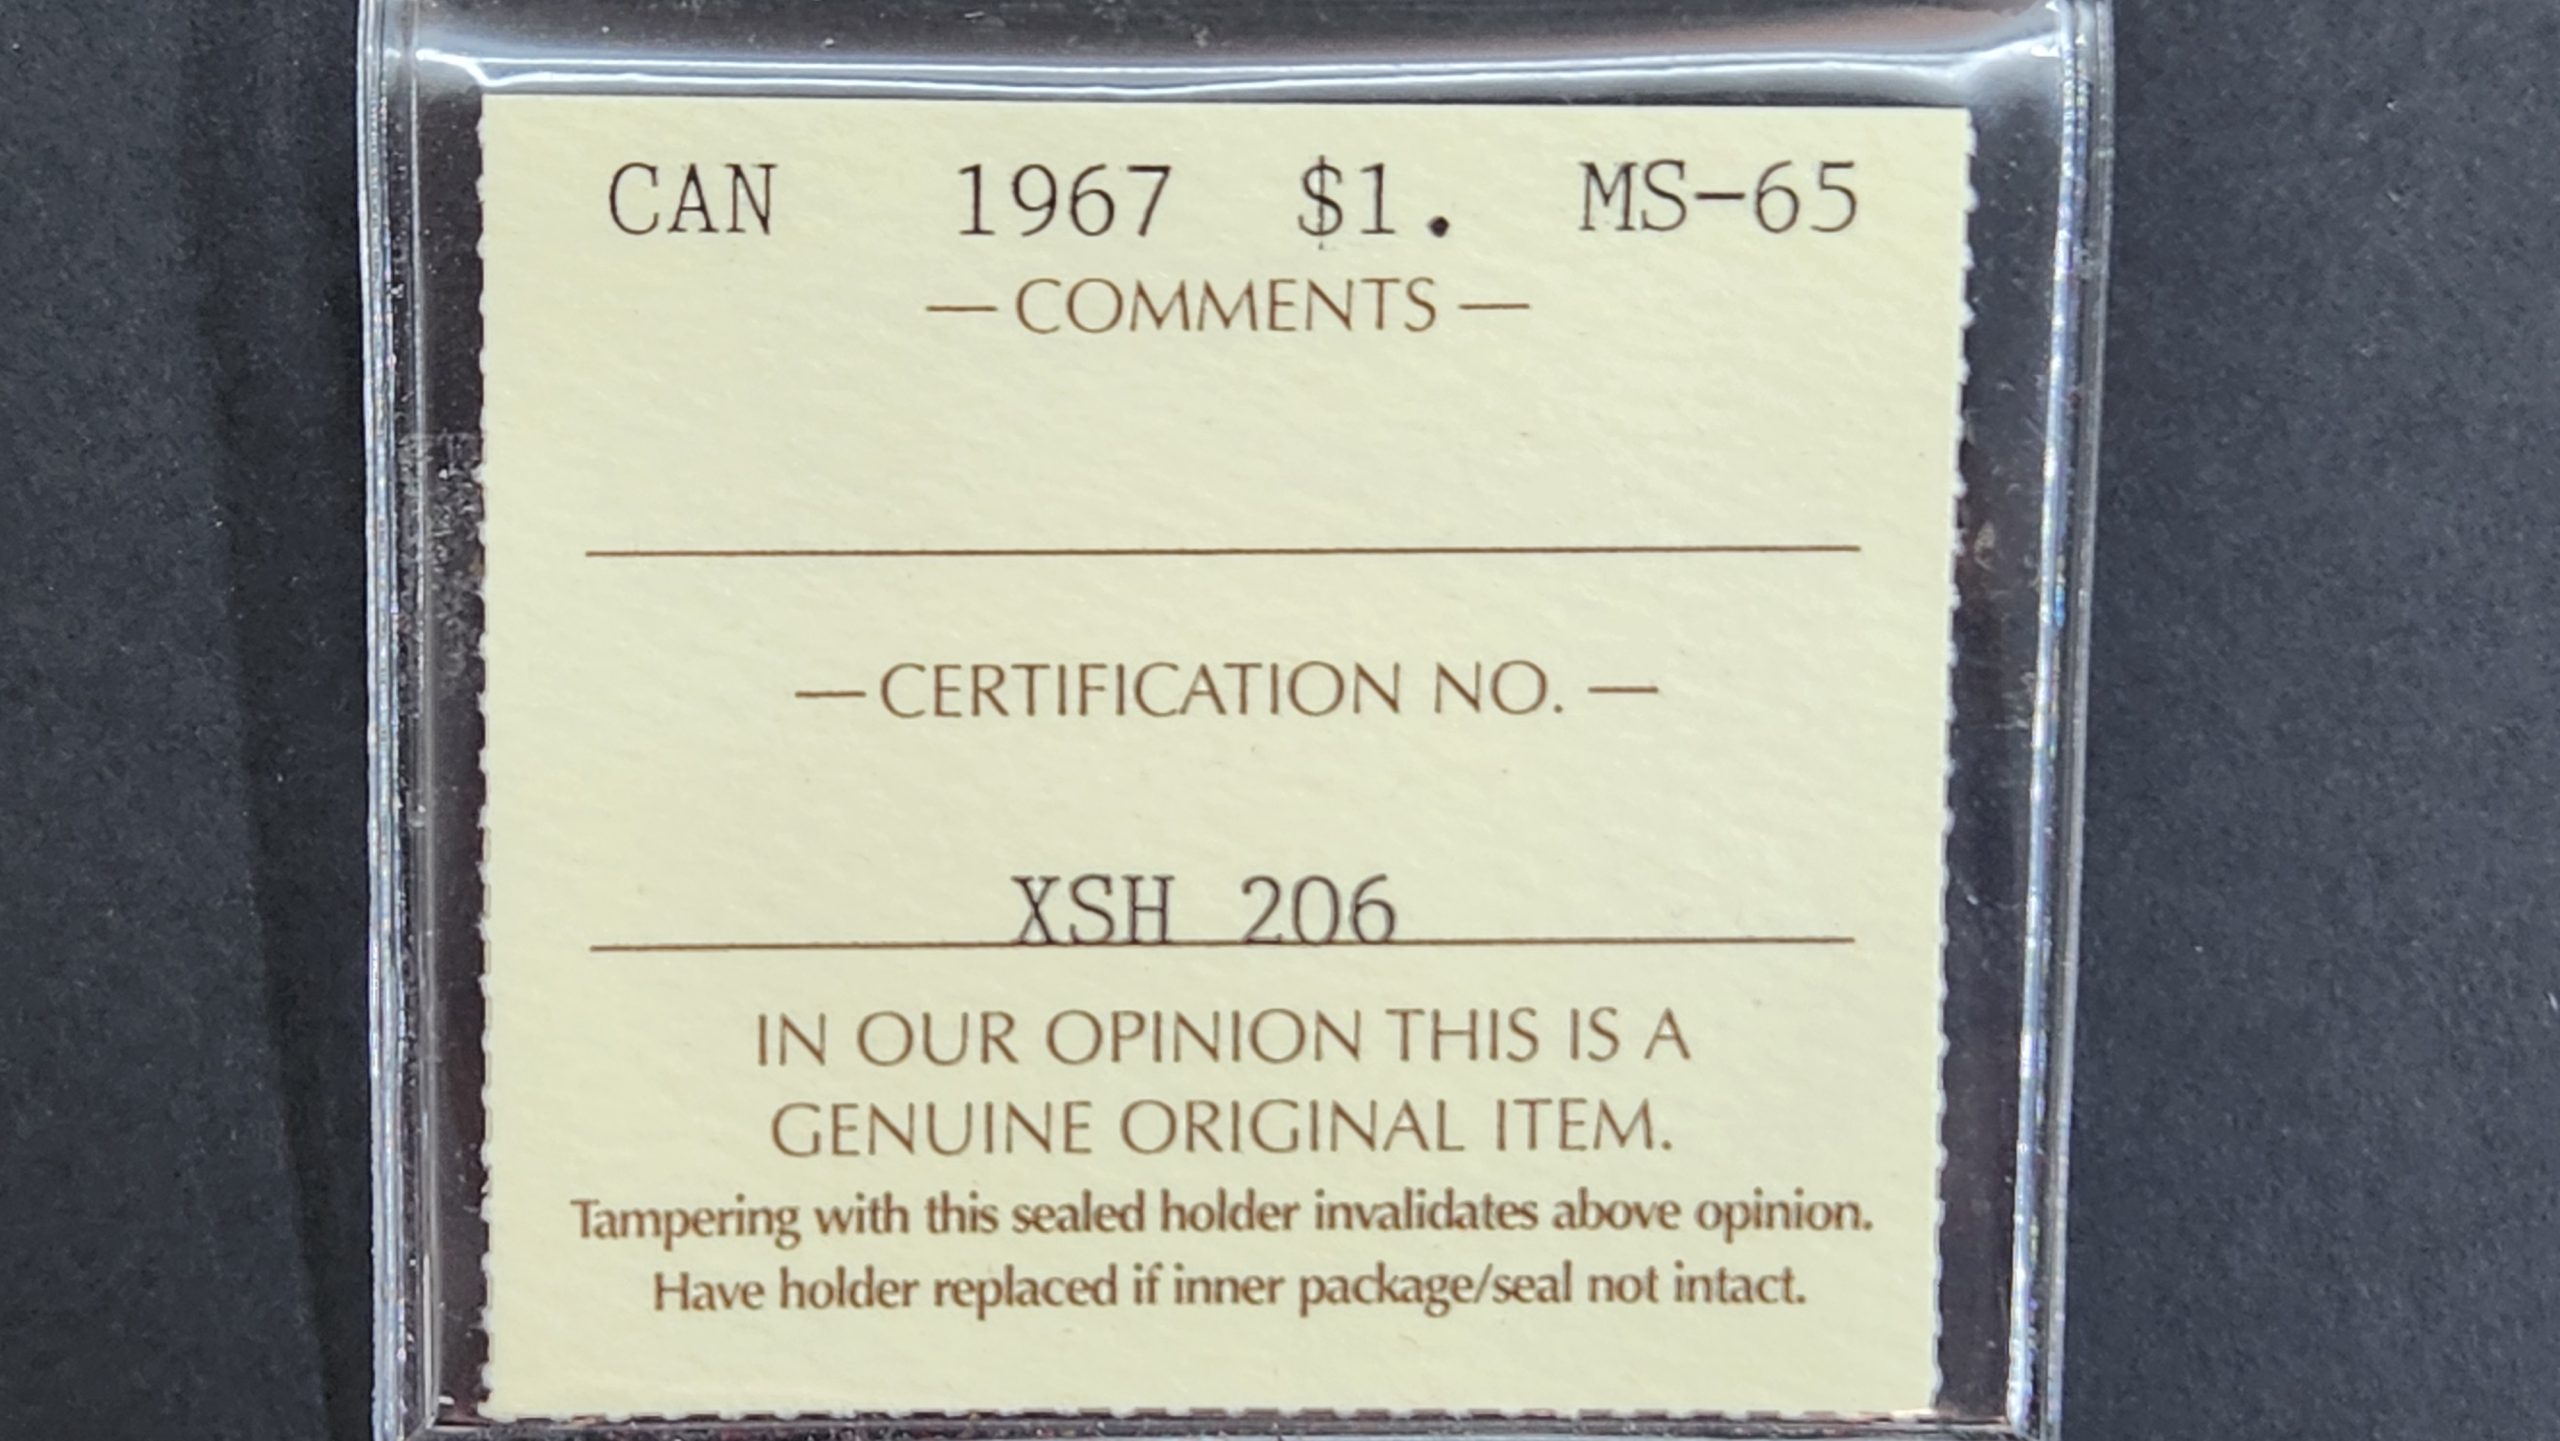 CAN 1967 $1. MS-65
— COMMENTS —
— CERTIFICATION NO. —
XSH 206
IN OUR OPINION THIS IS A
GENUINE ORIGINAL ITEM.
Tampering with this sealed holder invalidates above opinion.
Have holder replaced if inner package/seal not intact.